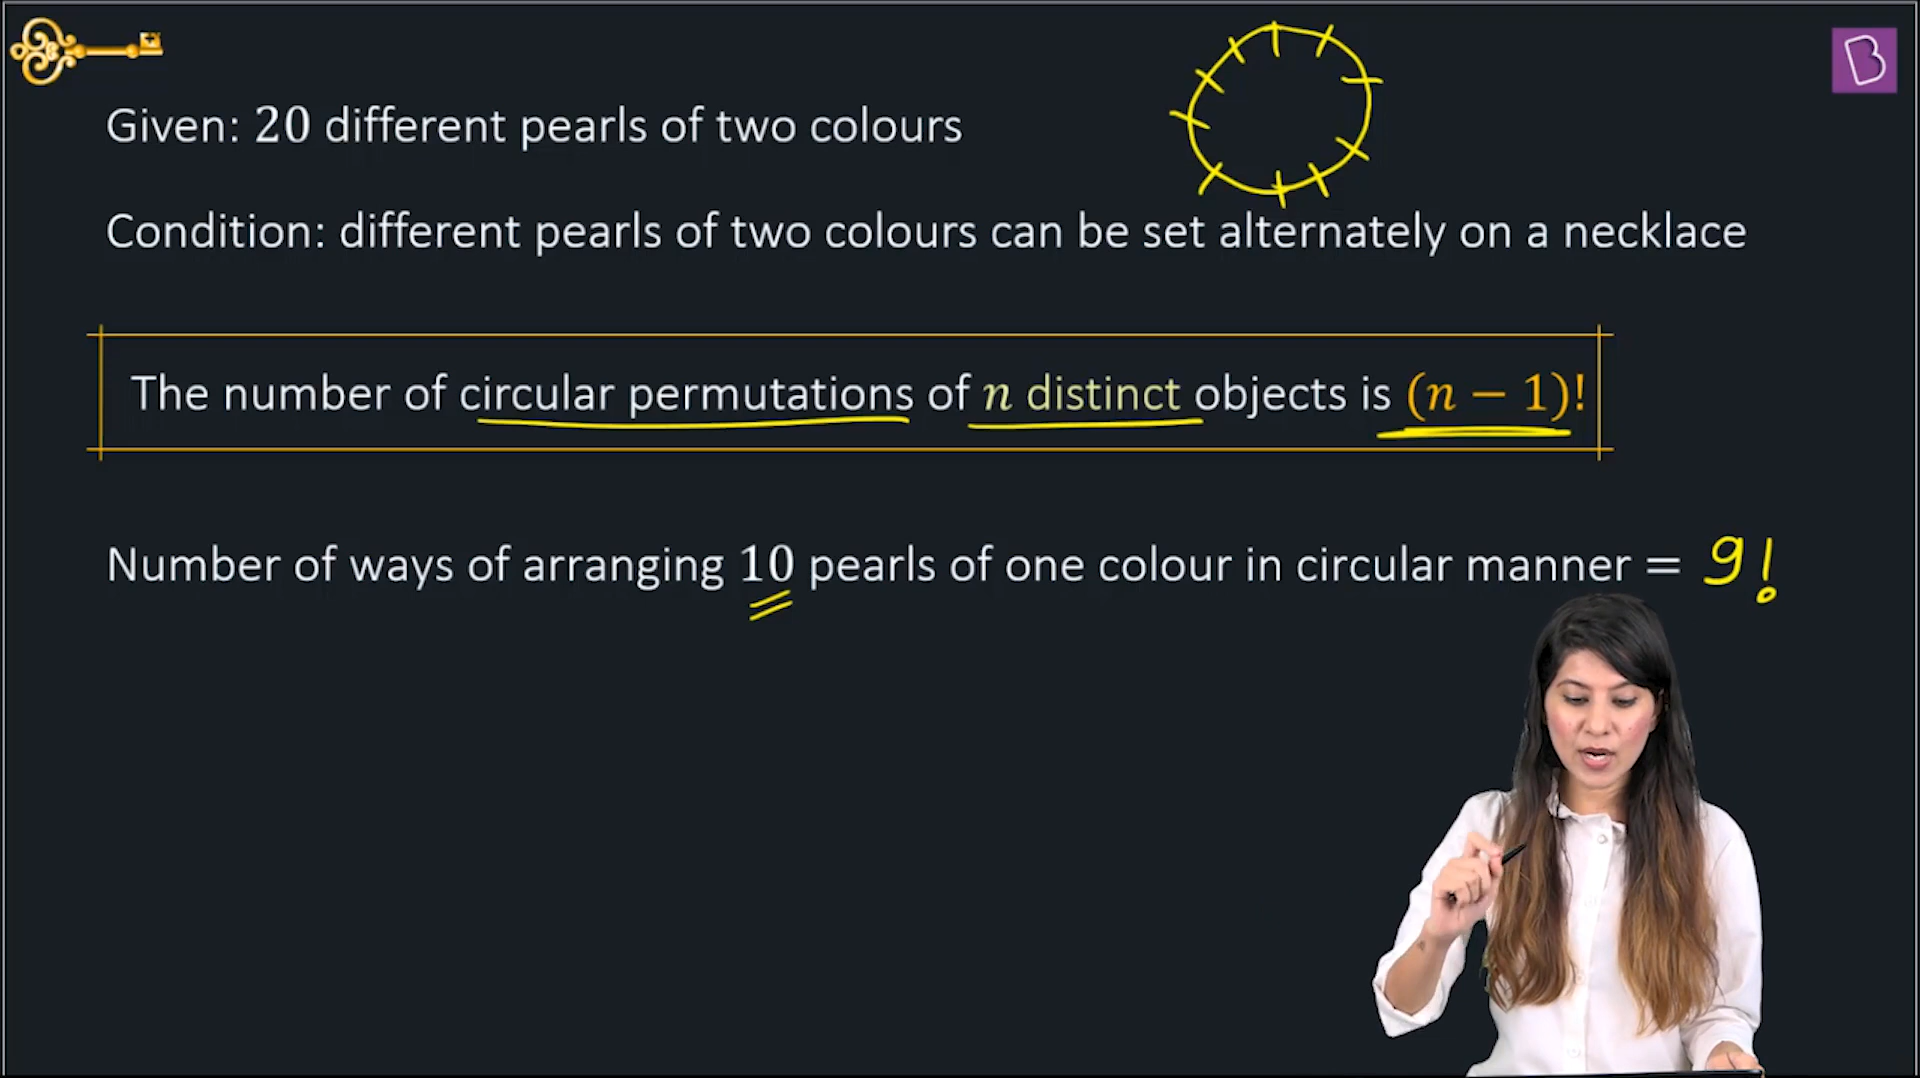 Given: 20 different pearls of two colours
Condition: different pearls of two colours can be set alternately on a necklace
The number of circular permutations of n distinct objects is (n − 1)!
Number of ways of arranging 10 pearls of one colour in circular manner = 9!